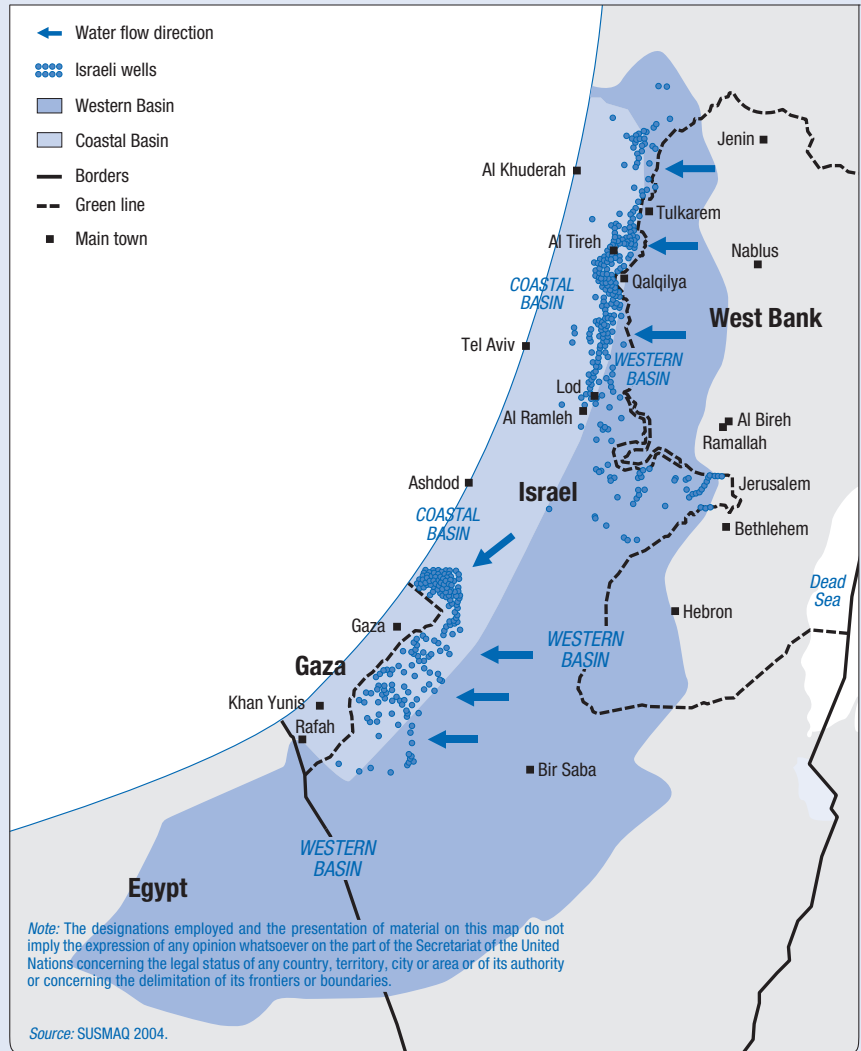 Water flow direction
Israeli wells
Western Basin
Coastal Basin
Borders
Green line
Main town
Jenin
Al Khuderah
Tulkarem
Al Tireh
Nablus
Qalqilya
COASTAL
BASIN
West Bank
Tel Aviv
WESTERN
BASIN
Lod
Al Ramleh
Al Bireh
Ramallah
Ashdod
Israel
Jerusalem
COASTAL
BASIN
Bethlehem
Dead
Sea
Hebron
Gaza
WESTERN
BASIN
Gaza
Khan Yunis
Rafah
Bir Saba
WESTERN
BASIN
Egypt
Note: The designations employed and the presentation of material on this map do not
imply the expression of any opinion whatsoever on the part of the Secretariat of the United
Nations concerning the legal status of any country, territory, city or area or of its authority
or concerning the delimitation of its frontiers or boundaries.
Source: SUSMAQ 2004.